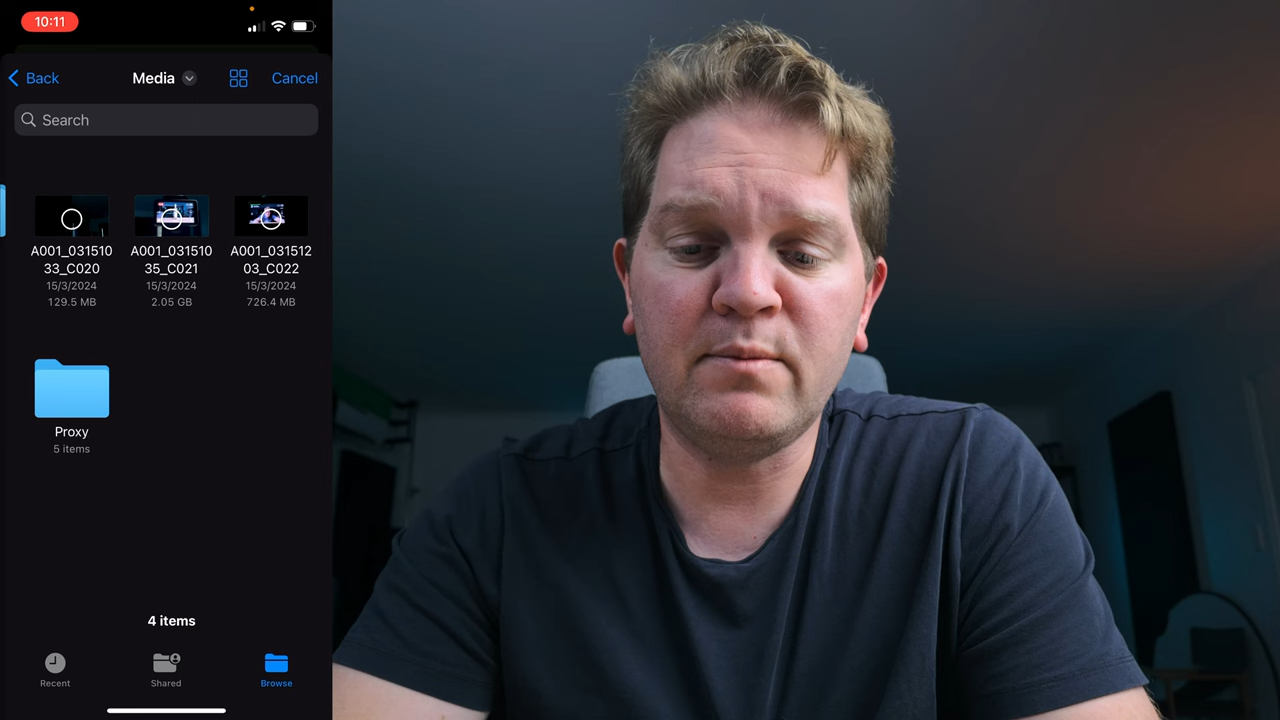 10:11
Back
Media
Cancel
Search
A001_031510
33_C020
15/3/2024
129.5 MB
A001_031510
35_C021
15/3/2024
2.05 GB
A001_031512
03_C022
15/3/2024
726.4 MB
Proxy
5 items
4 items
Recent
Shared
Browse